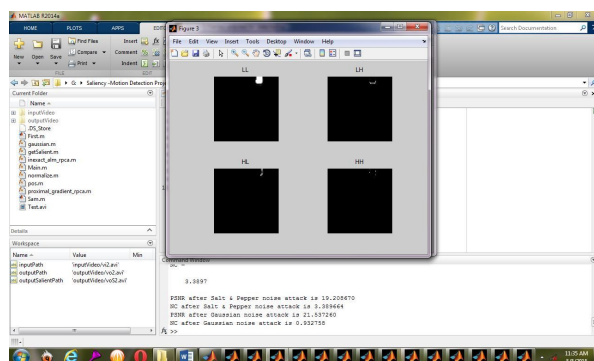 MATLAB R2014a
HOME PLOTS APPS
Figure 3
Search Documentation
File Edit View Insert Tools Desktop Window Help
New Open Save
Find Files
Compare
Print
Insert
Comment
Indent
FILE
EDIT
G: Saliency -Motion Detection
Current Folder
Name
inputVideo
outputVideo
.DS_Store
First.m
gaussian.m
getSalient.m
inexact_alm_rpca.m
Main.m
normalize.m
pos.m
proximal_gradient_rpca.m
Sam.m
Test.avi
LL
LH
HL
HH
Details
Workspace
Name Value Min
inputPath 'inputVideo/vi2.avi'
outputPath 'outputVideo/vo2.avi'
outputSalientPath 'outputVideo/voS2.avi'
Command Window
NC =
3.3897
PSNR after Salt & Pepper noise attack is 19.208670
NC after Salt & Pepper noise attack is 3.389664
PSNR after Gaussian noise attack is 21.537260
NC after Gaussian noise attack is 0.932758
>>
11:35 AM